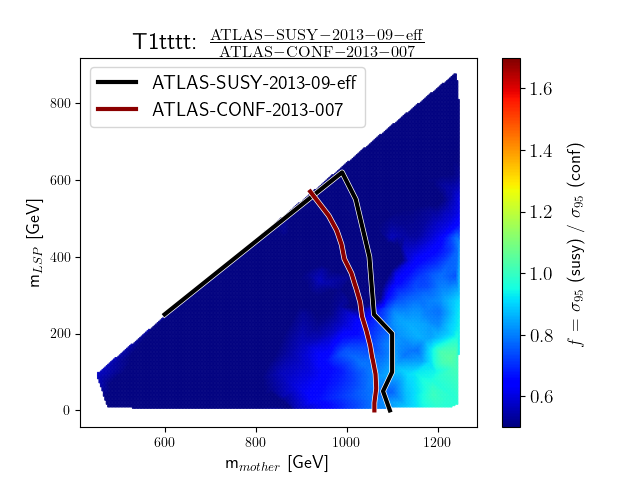 T1tttt: ATLAS−SUSY−2013−09−eff
ATLAS−CONF−2013−007
ATLAS-SUSY-2013-09-eff
ATLAS-CONF-2013-007
800
600
400
200
0
m_LSP [GeV]
600 800 1000 1200
m_mother [GeV]
1.6
1.4
1.2
1.0
0.8
0.6
f = σ₉₅ (susy) / σ₉₅ (conf)